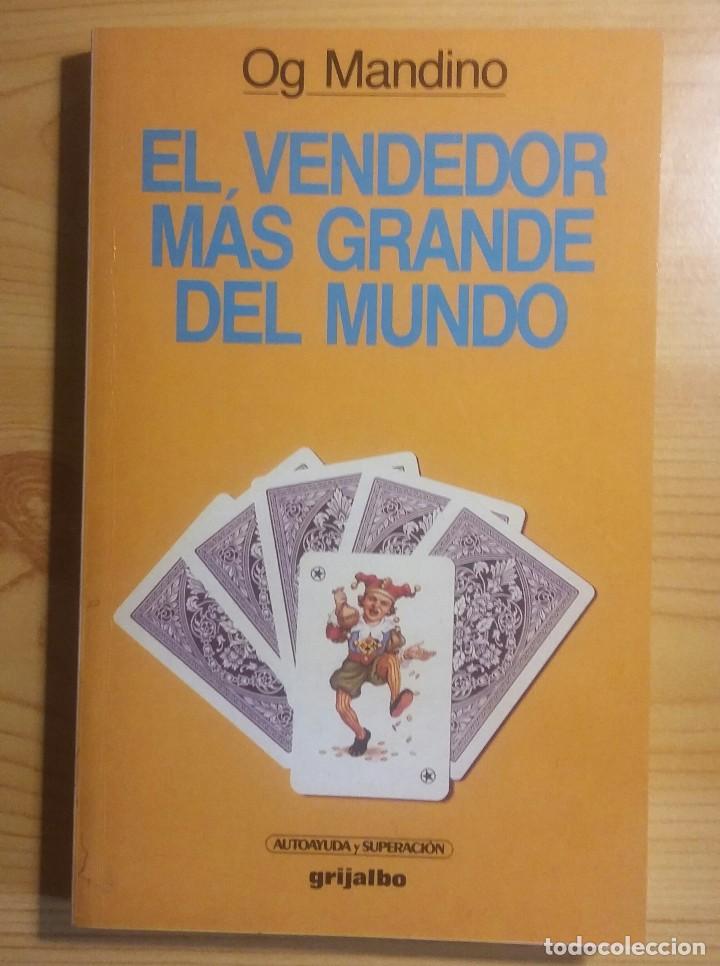 Og Mandino
EL VENDEDOR
MÁS GRANDE
DEL MUNDO
AUTOAYUDA y SUPERACIÓN
grijalbo
todocoleccion